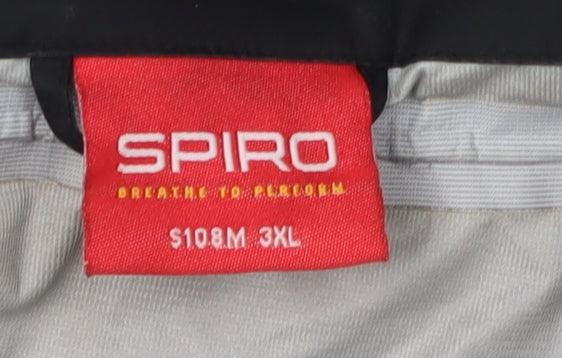 SPIRO
BREATHE TO PERFORM
S108M 3XL